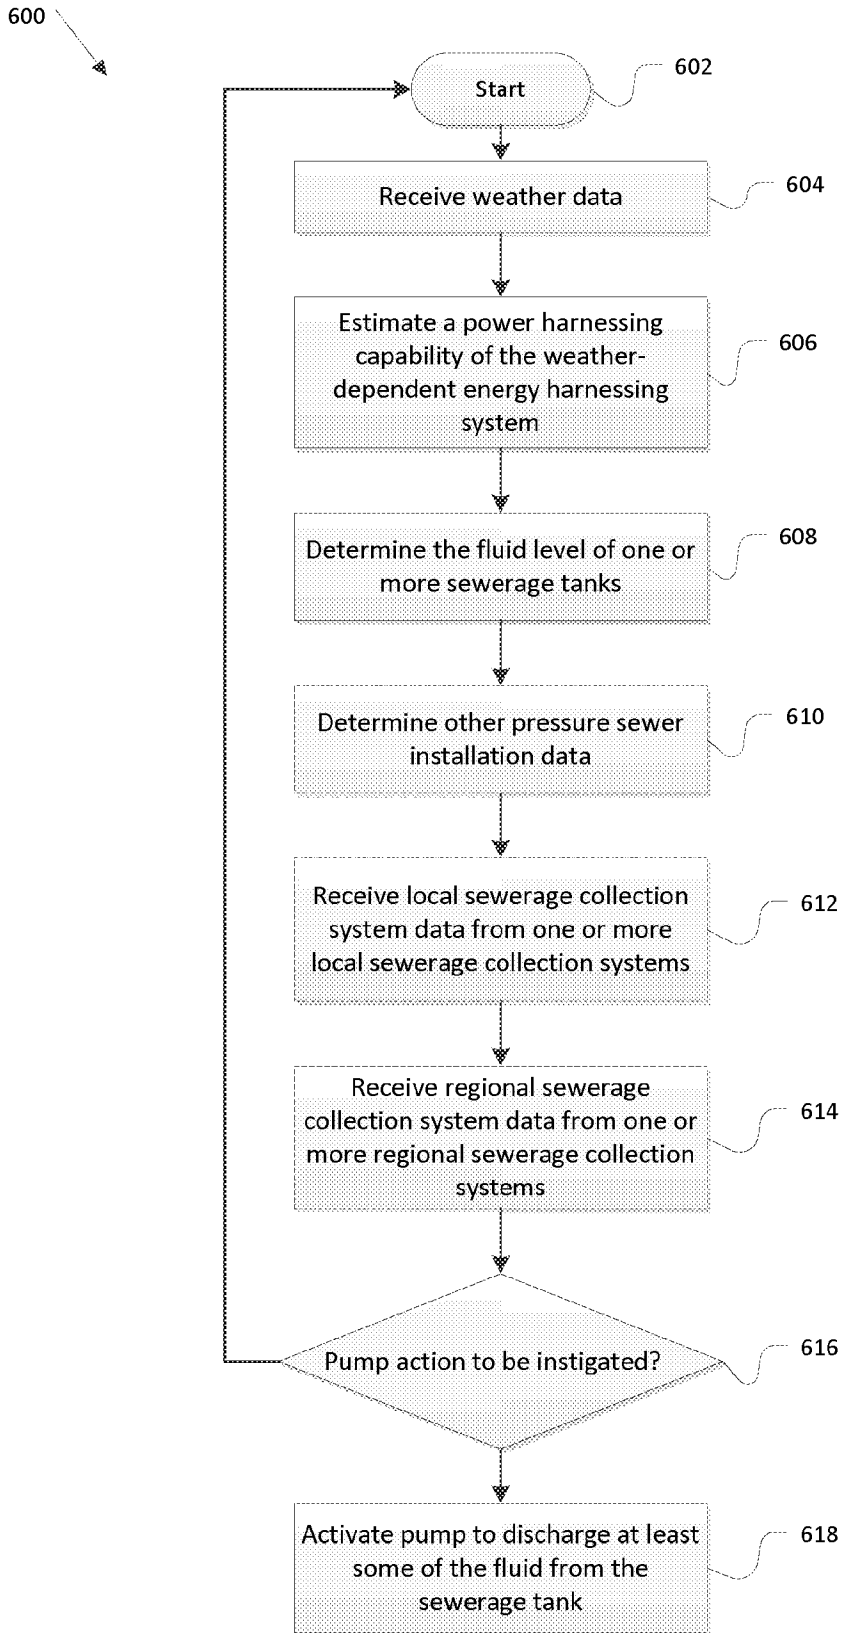 600
Start
602
Receive weather data
604
Estimate a power harnessing
capability of the weather-
dependent energy harnessing
system
606
Determine the fluid level of one or
more sewerage tanks
608
Determine other pressure sewer
installation data
610
Receive local sewerage collection
system data from one or more
local sewerage collection systems
612
Receive regional sewerage
collection system data from one or
more regional sewerage collection
systems
614
Pump action to be instigated?
616
Activate pump to discharge at least
some of the fluid from the
sewerage tank
618